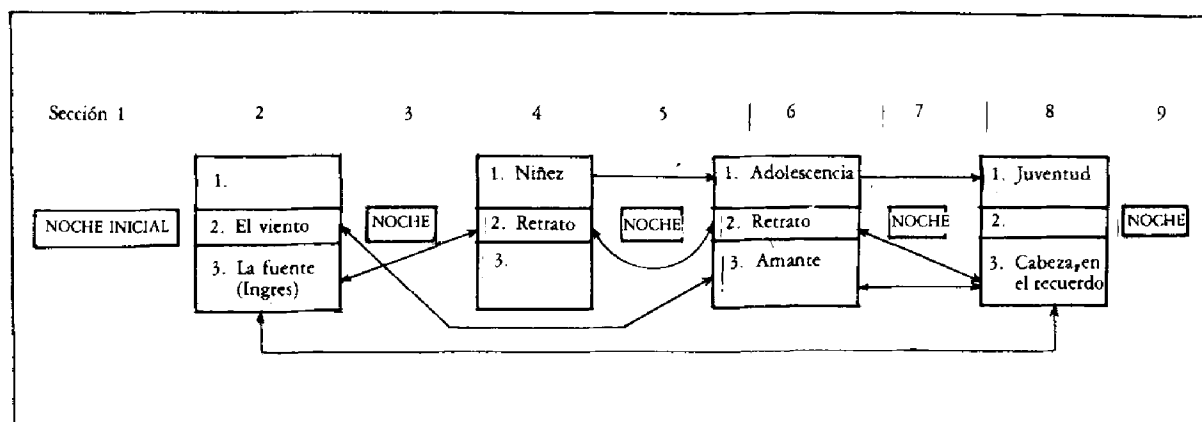 Sección 1 2 3 4 5 6 7 8 9
1.
2. El viento
3. La fuente
(Ingres)
1. Niñez
2. Retrato
3.
1. Adolescencia
2. Retrato
3. Amante
1. Juventud
2.
3. Cabeza, en
el recuerdo
NOCHE INICIAL
NOCHE
NOCHE
NOCHE
NOCHE